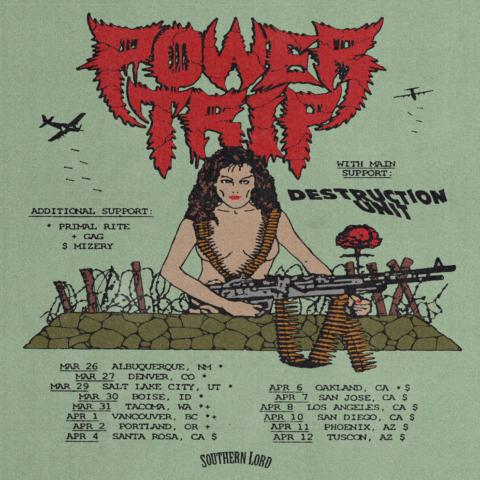 POWER
TRIP
WITH MAIN
SUPPORT:
DESTRUCTION
UNIT
ADDITIONAL SUPPORT:
* PRIMAL RITE
+ GAG
$ MIZERY
MAR 26 ALBUQUERQUE, NM *
MAR 27 DENVER, CO *
MAR 29 SALT LAKE CITY, UT *
MAR 30 BOISE, ID *
MAR 31 TACOMA, WA *+
APR 1 VANCOUVER, BC *+
APR 2 PORTLAND, OR +
APR 4 SANTA ROSA, CA $
APR 6 OAKLAND, CA *$
APR 7 SAN JOSE, CA $
APR 8 LOS ANGELES, CA $
APR 10 SAN DIEGO, CA $
APR 11 PHOENIX, AZ $
APR 12 TUSCON, AZ $
SOUTHERN LORD